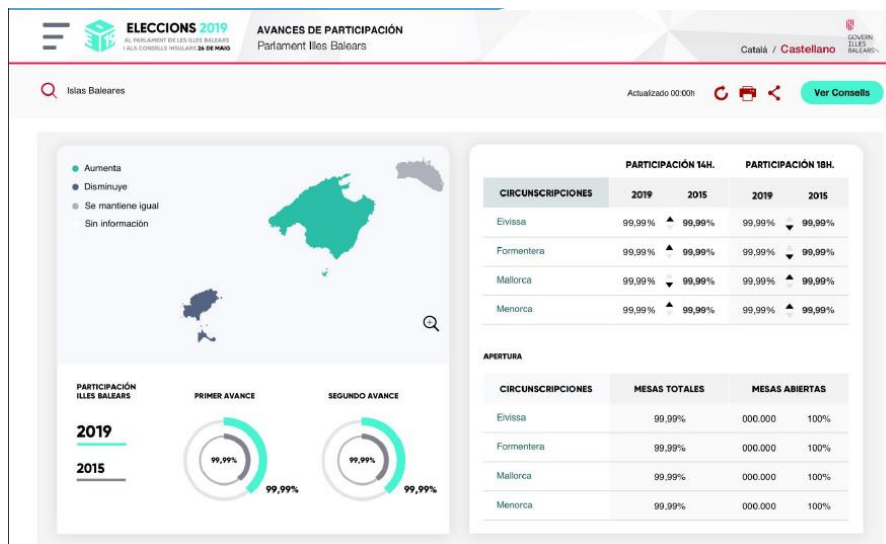 ELECCIONS 2019
AL PARLAMENT DE LES ILLES BALEARS
I ALS CONSELLS INSULARS 26 DE MAIG
AVANCES DE PARTICIPACIÓN
Parlament Illes Balears
Catalá / Castellano
GOVERN
ILLES
BALEARS
Islas Baleares
Actualizado 00:00h
Ver Consells
Aumenta
Disminuye
Se mantiene igual
Sin información
PARTICIPACIÓN
ILLES BALEARS
2019
2015
PRIMER AVANCE
99,99%
99,99%
SEGUNDO AVANCE
99,99%
99,99%
PARTICIPACIÓN 14H. PARTICIPACIÓN 18H.
CIRCUNSCRIPCIONES 2019 2015 2019 2015
Eivissa 99,99% 99,99% 99,99% 99,99%
Formentera 99,99% 99,99% 99,99% 99,99%
Mallorca 99,99% 99,99% 99,99% 99,99%
Menorca 99,99% 99,99% 99,99% 99,99%
APERTURA
CIRCUNSCRIPCIONES MESAS TOTALES MESAS ABIERTAS
Eivissa 99,99% 000.000 100%
Formentera 99,99% 000.000 100%
Mallorca 99,99% 000.000 100%
Menorca 99,99% 000.000 100%